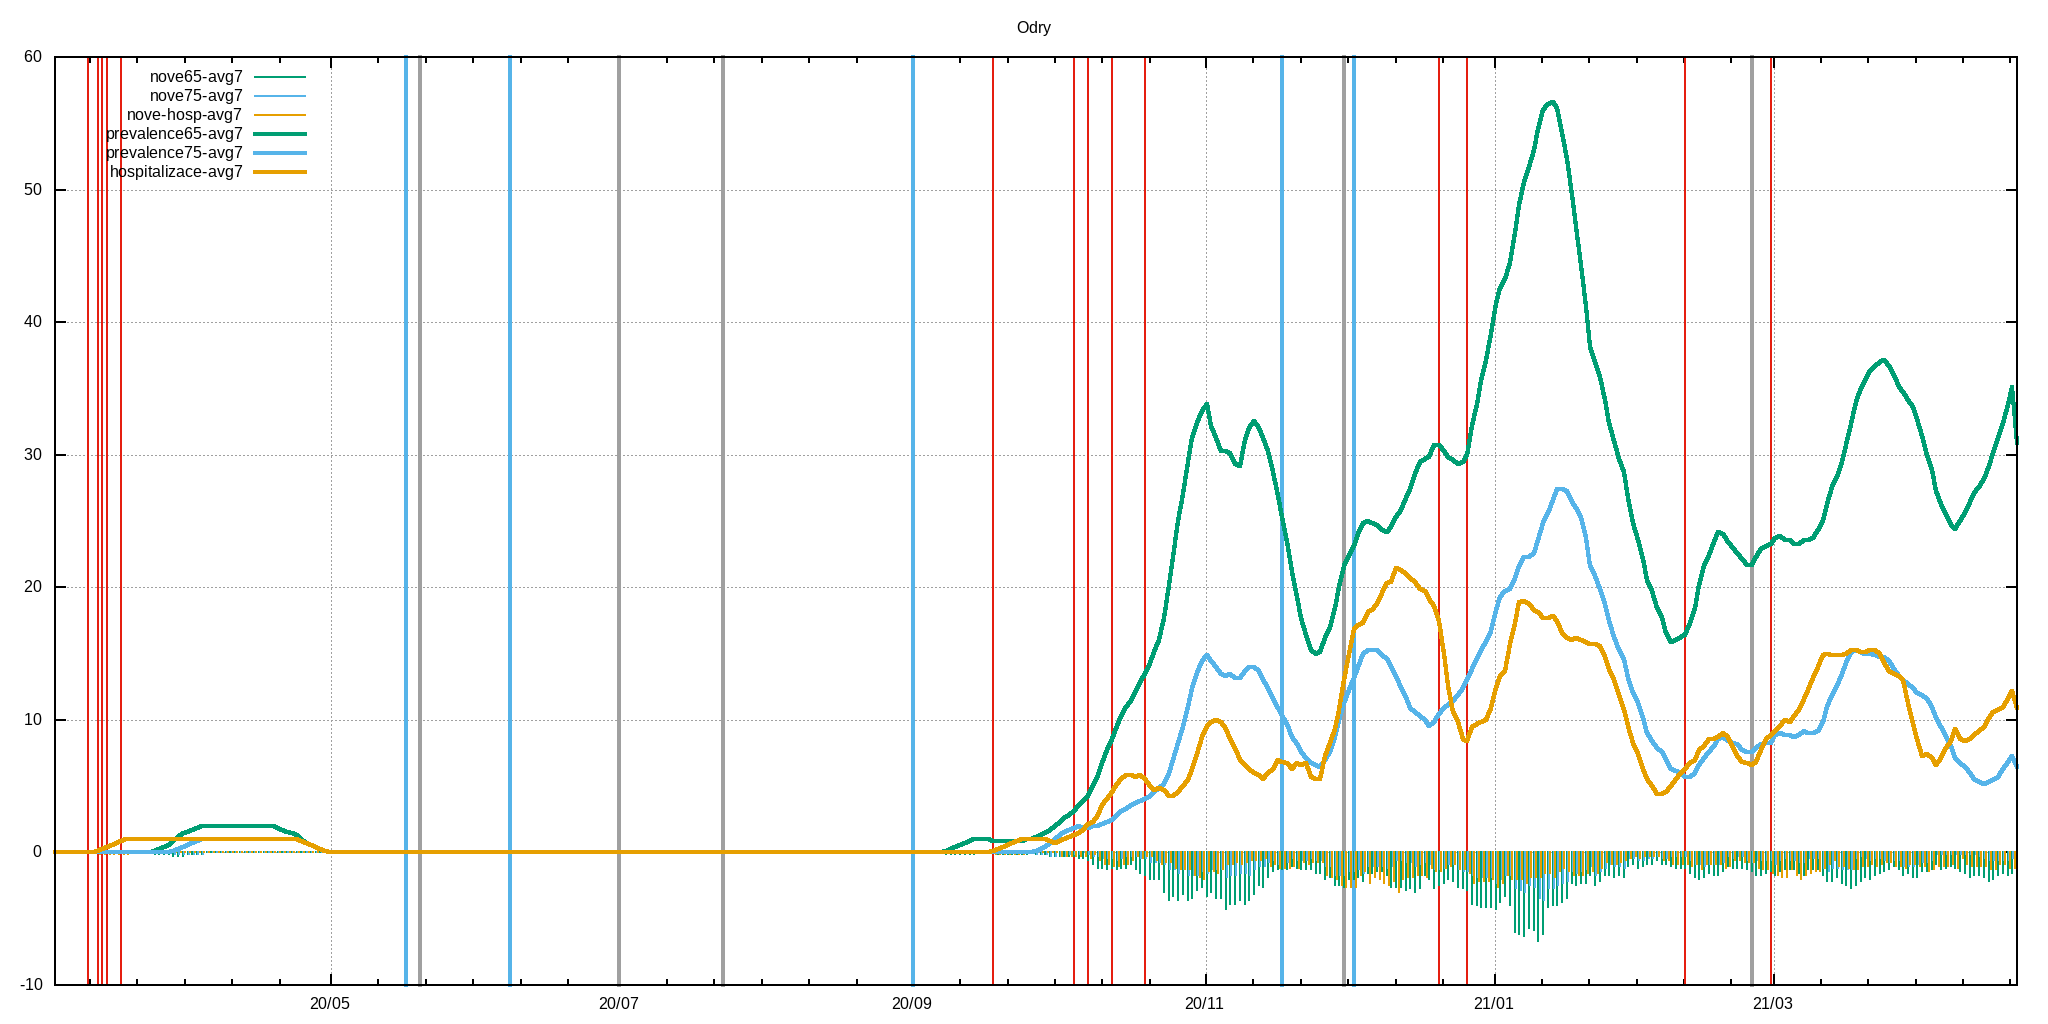 Odry
60
nove65-avg7
nove75-avg7
nove-hosp-avg7
prevalence65-avg7
prevalence75-avg7
hospitalizace-avg7
50
40
30
20
10
0
-10
20/05 20/07 20/09 20/11 21/01 21/03